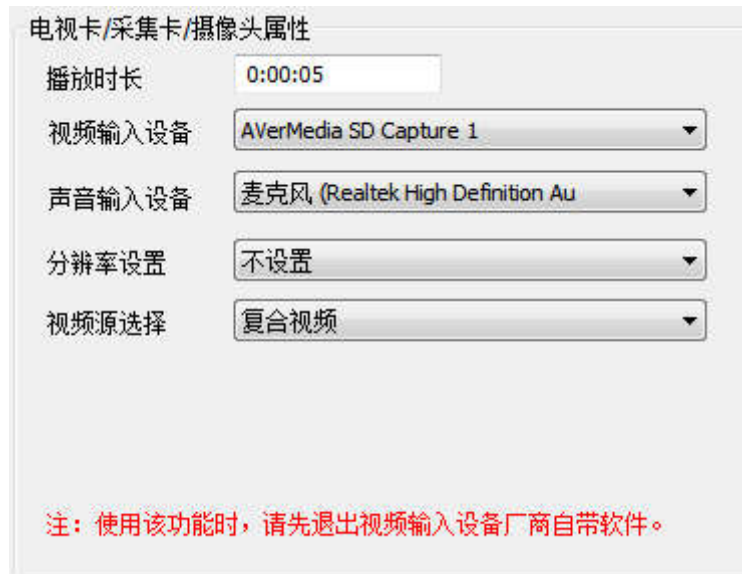 电视卡/采集卡/摄像头属性
播放时长 0:00:05
视频输入设备 AVerMedia SD Capture 1
声音输入设备 麦克风 (Realtek High Definition Au
分辨率设置 不设置
视频源选择 复合视频
注：使用该功能时，请先退出视频输入设备厂商自带软件。